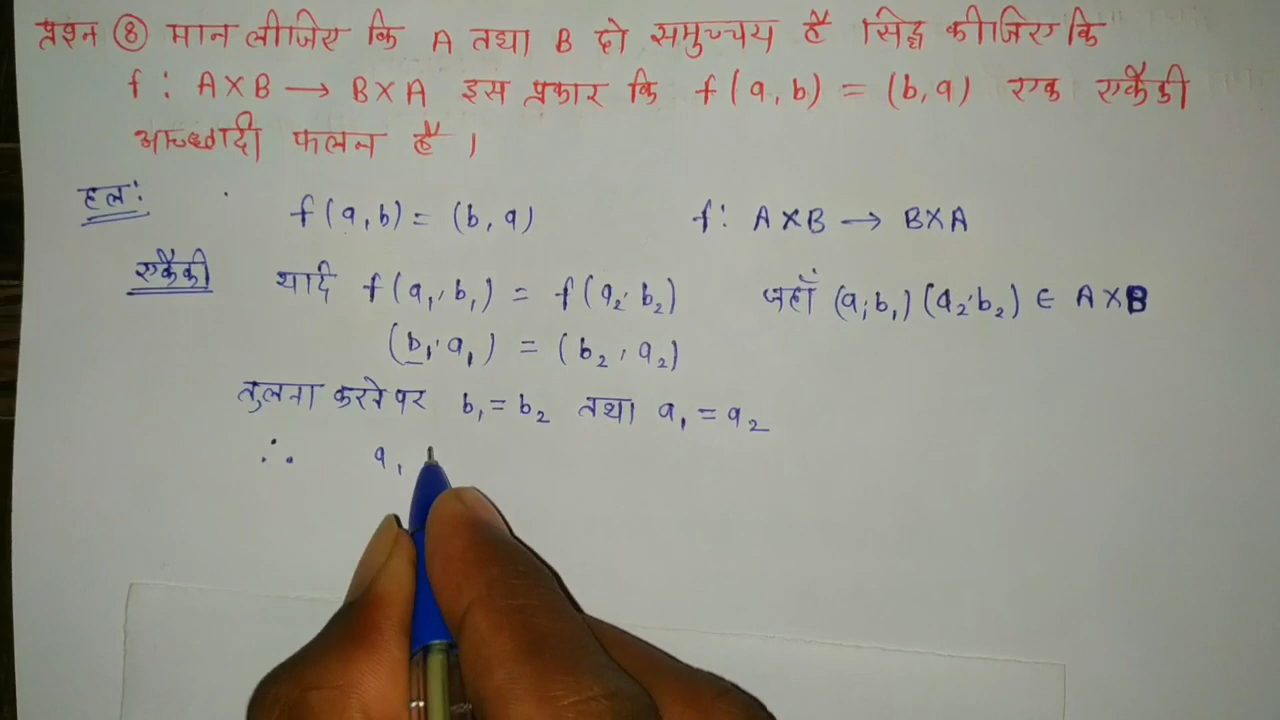 प्रश्न ⑧ मान लीजिए कि A तथा B दो समुच्चय हैं सिद्ध कीजिए कि
f : A×B → B×A इस प्रकार कि f(a,b) = (b,a) एक एकैकी
आच्छादी फलन है ।
हल:
f(a,b) = (b,a) f: A×B → B×A
एकैकी यदि f(a₁,b₁) = f(a₂,b₂) जहाँ (a,b₁)(a₂,b₂) ∈ A×B
(b₁,a₁) = (b₂,a₂)
तुलना करने पर b₁=b₂ तथा a₁=a₂
∴ a₁